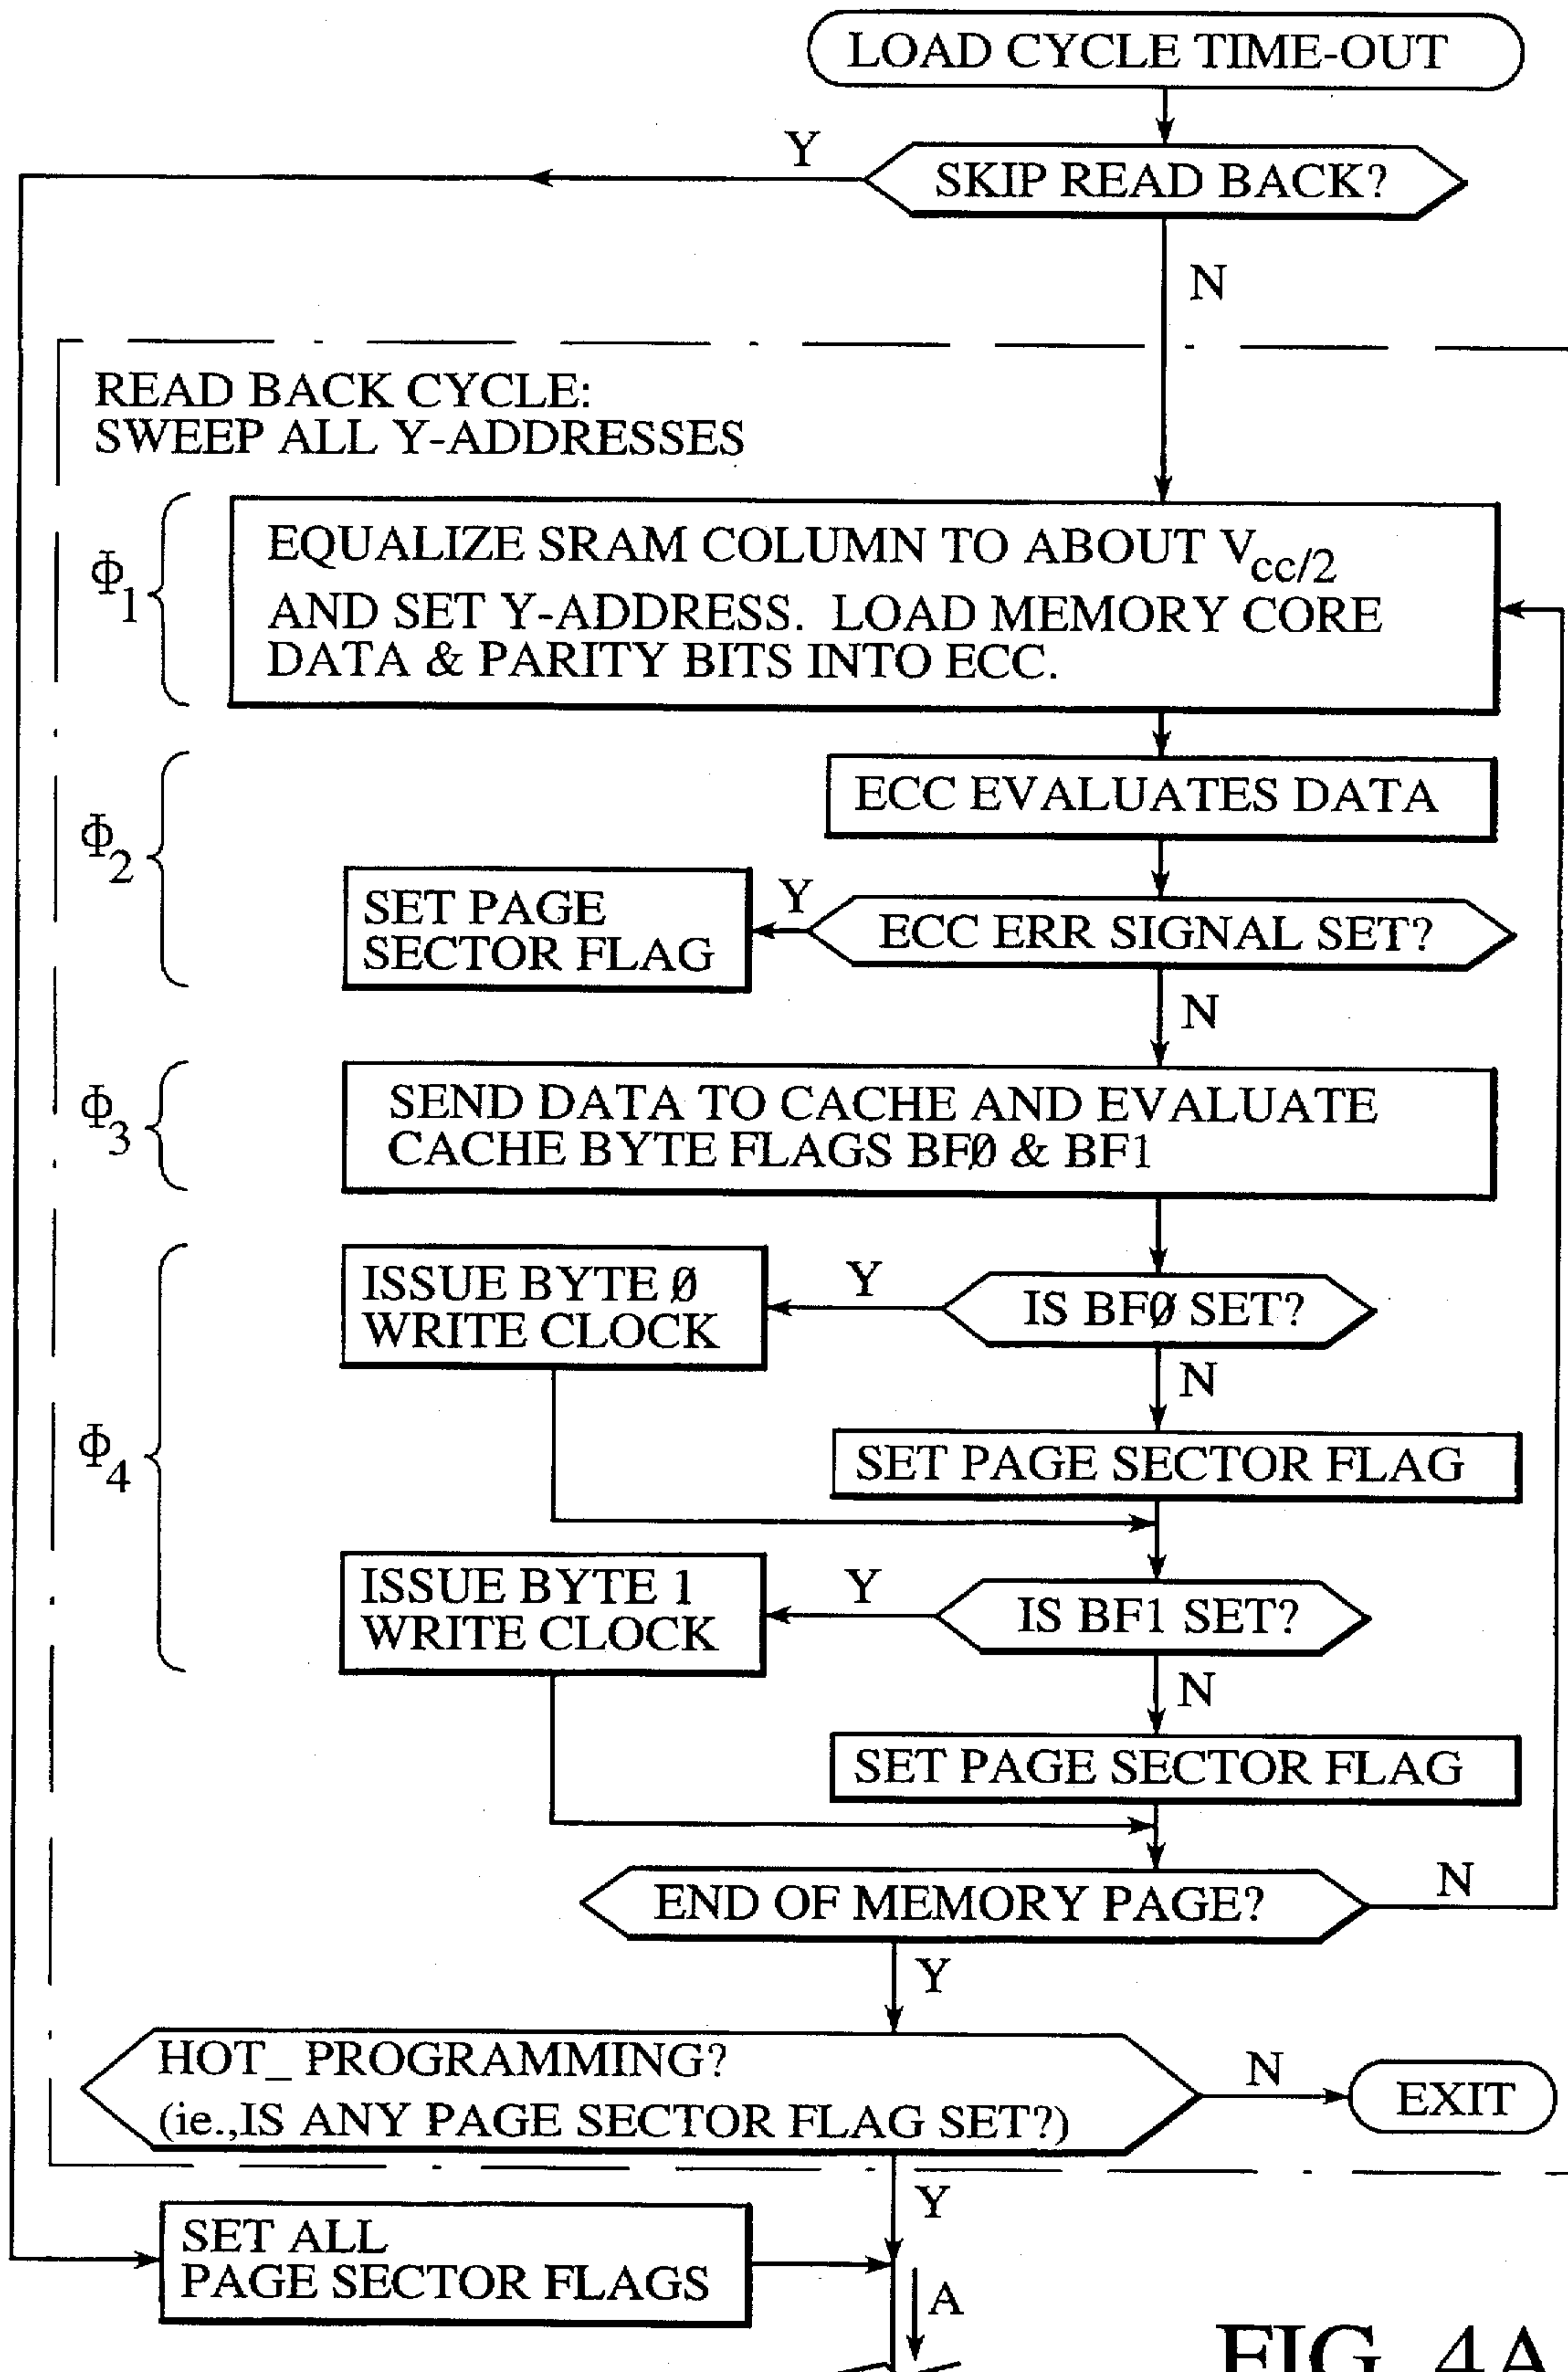 LOAD CYCLE TIME-OUT
Y
SKIP READ BACK?
N
READ BACK CYCLE:
SWEEP ALL Y-ADDRESSES
Φ1
EQUALIZE SRAM COLUMN TO ABOUT Vcc/2
AND SET Y-ADDRESS. LOAD MEMORY CORE
DATA & PARITY BITS INTO ECC.
Φ2
ECC EVALUATES DATA
SET PAGE
SECTOR FLAG
Y
ECC ERR SIGNAL SET?
N
Φ3
SEND DATA TO CACHE AND EVALUATE
CACHE BYTE FLAGS BF0 & BF1
Φ4
ISSUE BYTE 0
WRITE CLOCK
Y
IS BF0 SET?
N
SET PAGE SECTOR FLAG
ISSUE BYTE 1
WRITE CLOCK
Y
IS BF1 SET?
N
SET PAGE SECTOR FLAG
END OF MEMORY PAGE?
N
Y
HOT_ PROGRAMMING?
(ie.,IS ANY PAGE SECTOR FLAG SET?)
N
EXIT
Y
SET ALL
PAGE SECTOR FLAGS
A
FIG. 4A